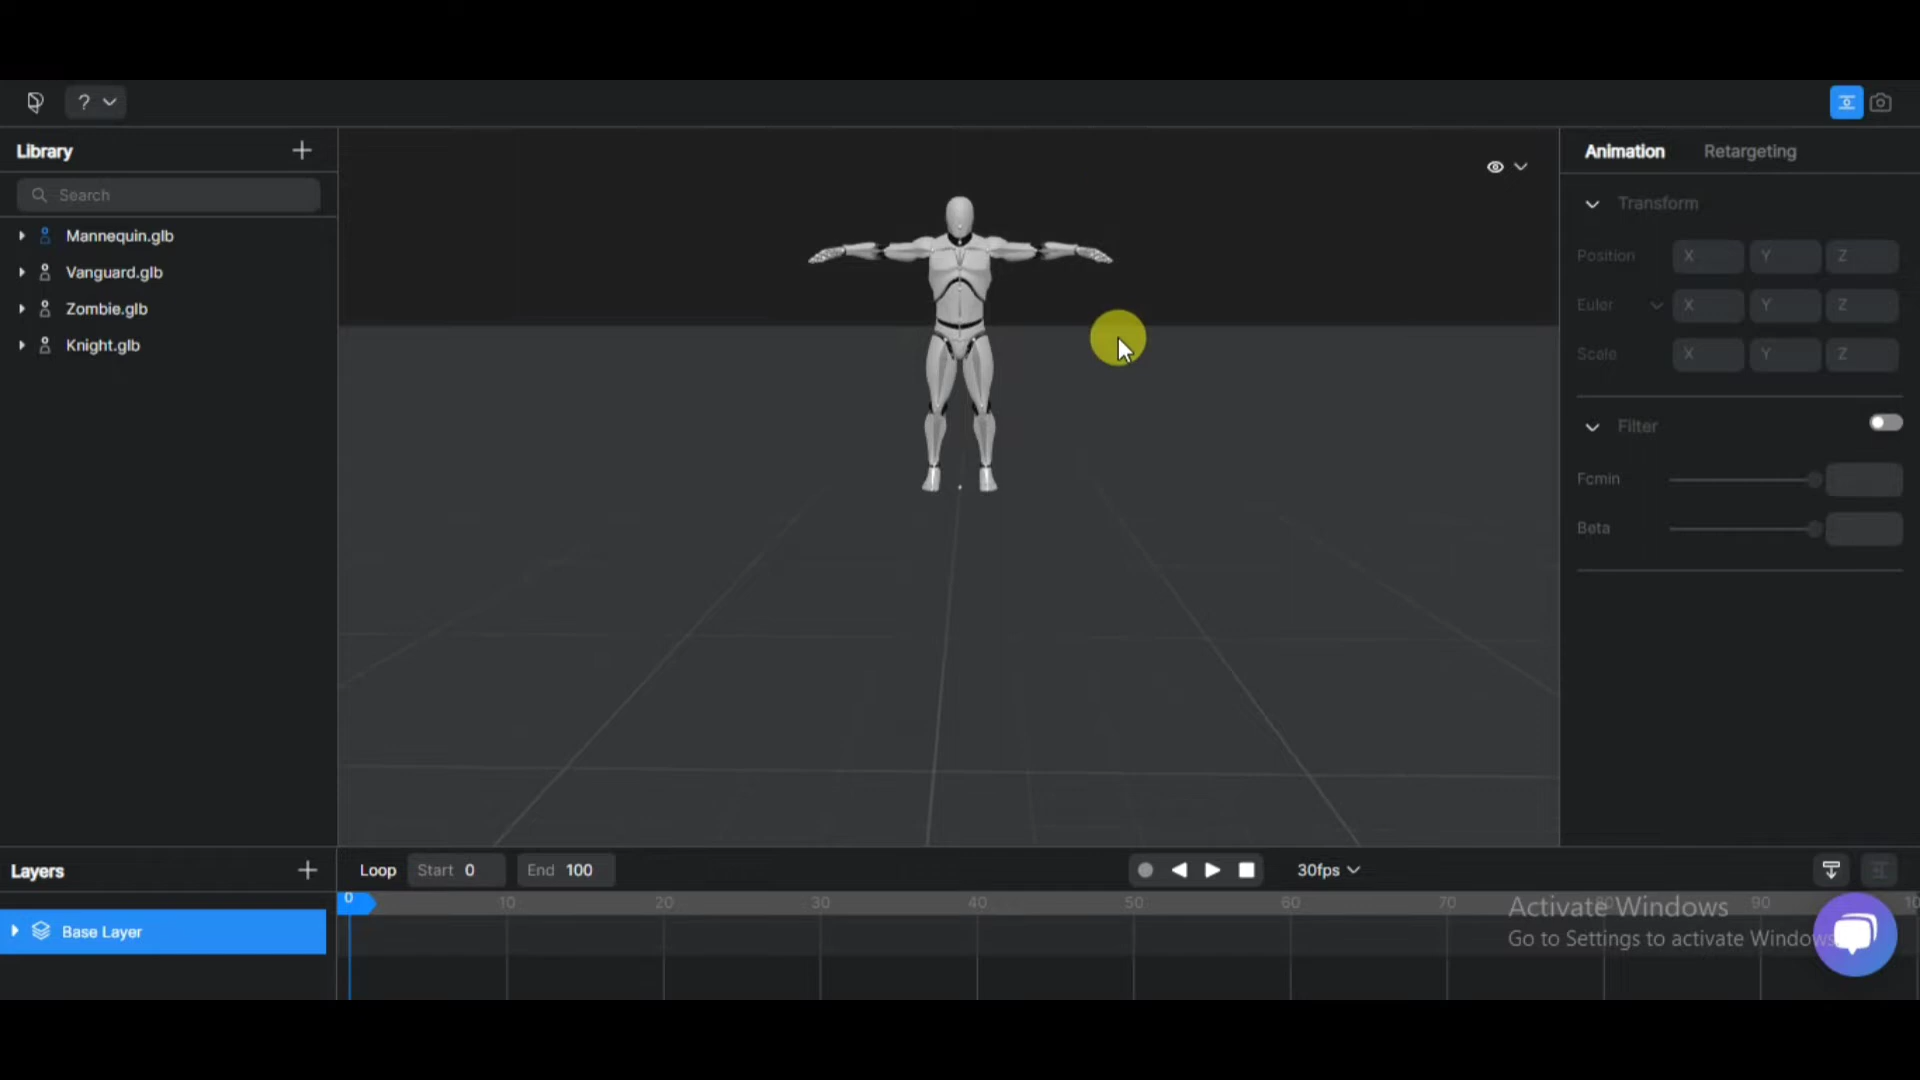 ?
Library
Animation Retargeting
Search
Transform
Mannequin.glb
Position X Y Z
Vanguard.glb
Euler X Y Z
Zombie.glb
Knight.glb
Scale X Y Z
Filter
Fcmin
Beta
Layers
Loop Start 0 End 100
30fps
0 10 20 30 40 50 60 70 80 90
Activate Windows
Base Layer
Go to Settings to activate Windows